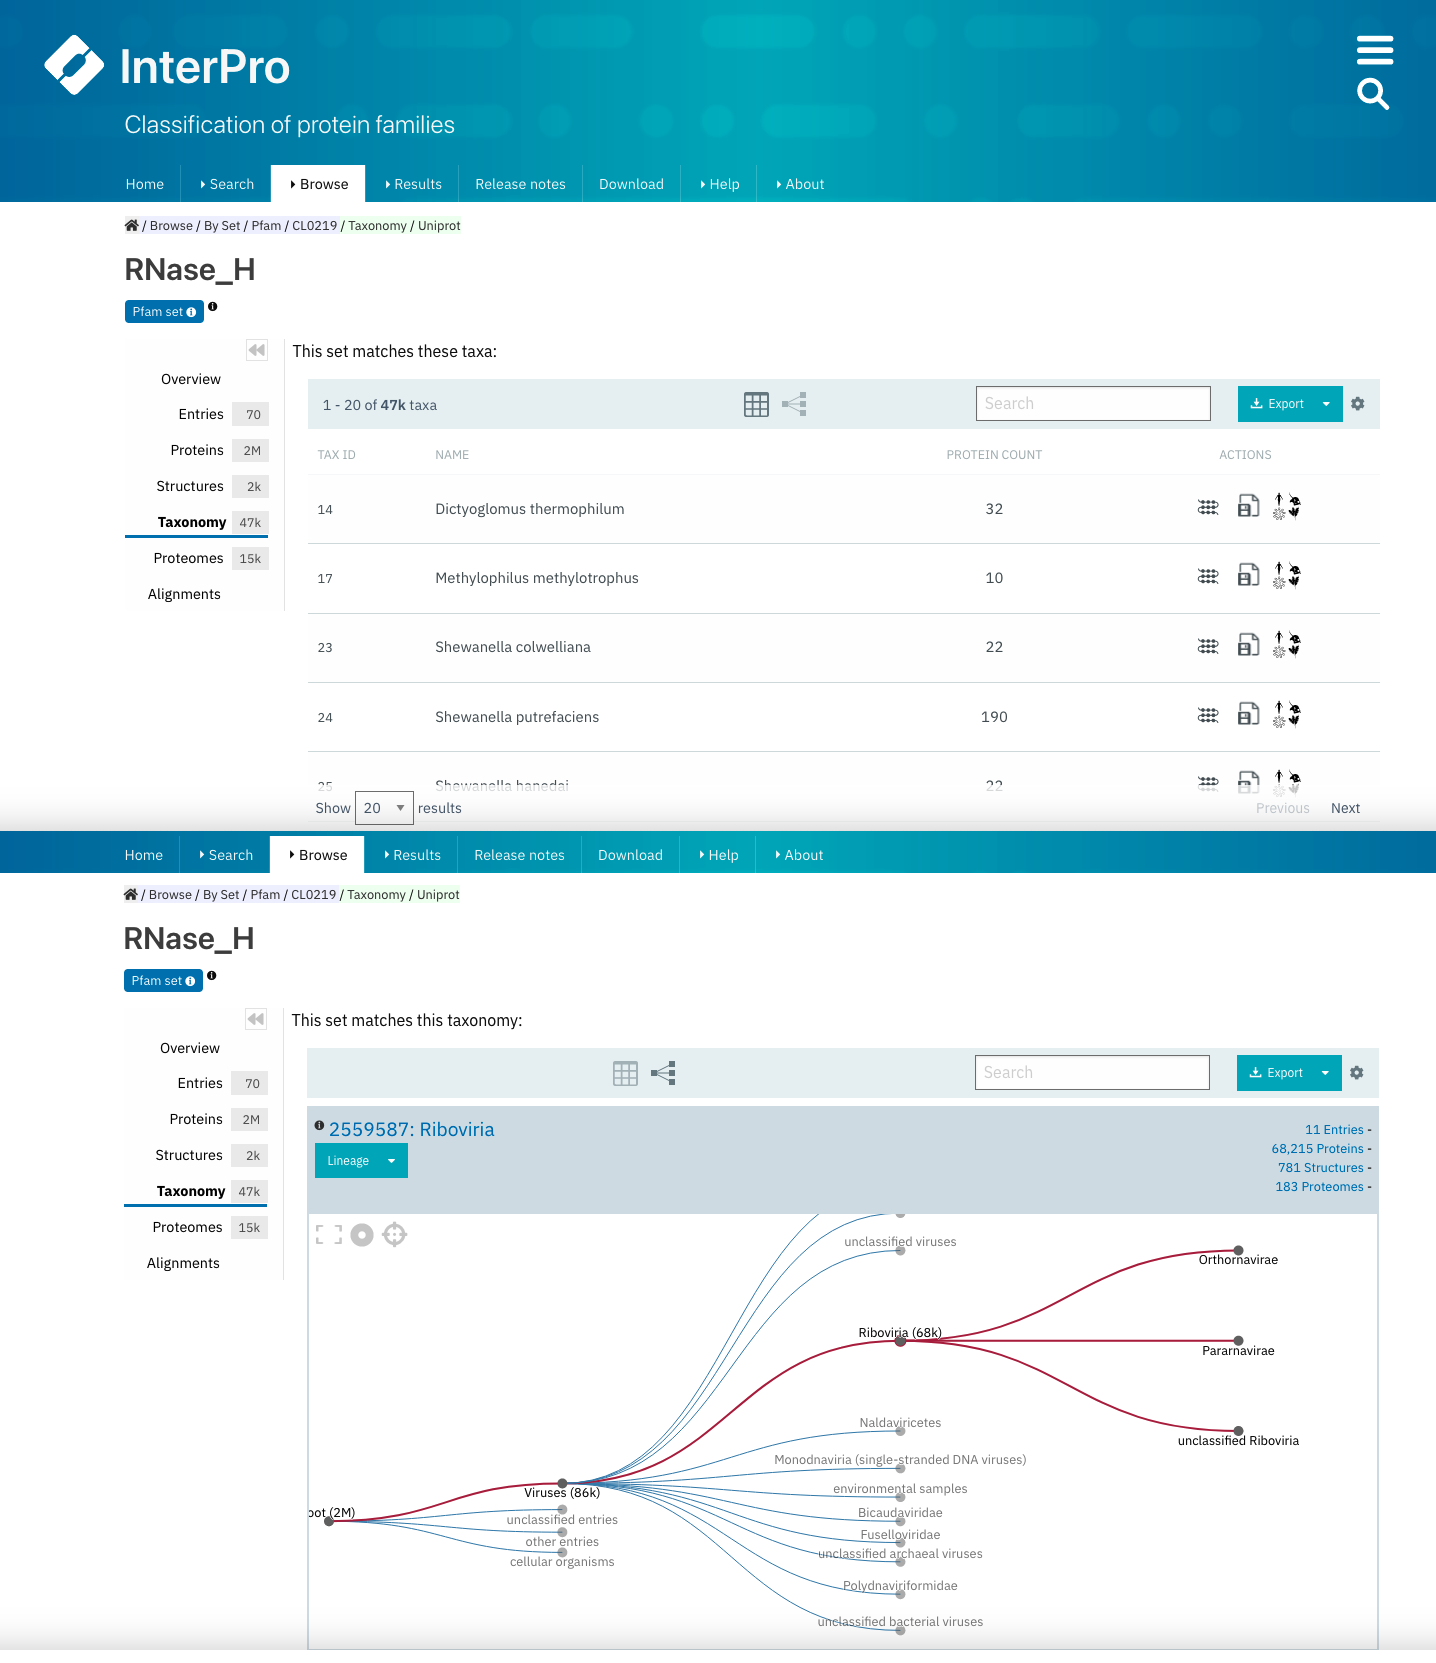 InterPro
Classification of protein families
Home Search Browse Results Release notes Download Help About
/ Browse / By Set / Pfam / CL0219 / Taxonomy / Uniprot
RNase_H
Pfam set
This set matches these taxa:
Overview
Entries 70
Proteins 2M
Structures 2k
Taxonomy 47k
Proteomes 15k
Alignments
1 - 20 of 47k taxa Search Export
TAX ID NAME PROTEIN COUNT ACTIONS
14 Dictyoglomus thermophilum 32
17 Methylophilus methylotrophus 10
23 Shewanella colwelliana 22
24 Shewanella putrefaciens 190
25 Shewanella hanedai 22
Show 20 results Previous Next
Home Search Browse Results Release notes Download Help About
/ Browse / By Set / Pfam / CL0219 / Taxonomy / Uniprot
RNase_H
Pfam set
This set matches this taxonomy:
Overview
Entries 70
Proteins 2M
Structures 2k
Taxonomy 47k
Proteomes 15k
Alignments
Search Export
2559587: Riboviria
Lineage
11 Entries -
68,215 Proteins -
781 Structures -
183 Proteomes -
unclassified viruses
Orthornavirae
Riboviria (68k)
Pararnavirae
Naldaviricetes
unclassified Riboviria
Monodnaviria (single-stranded DNA viruses)
environmental samples
Viruses (86k)
oot (2M)
Bicaudaviridae
unclassified entries
Fuselloviridae
other entries
unclassified archaeal viruses
cellular organisms
Polydnaviriformidae
unclassified bacterial viruses